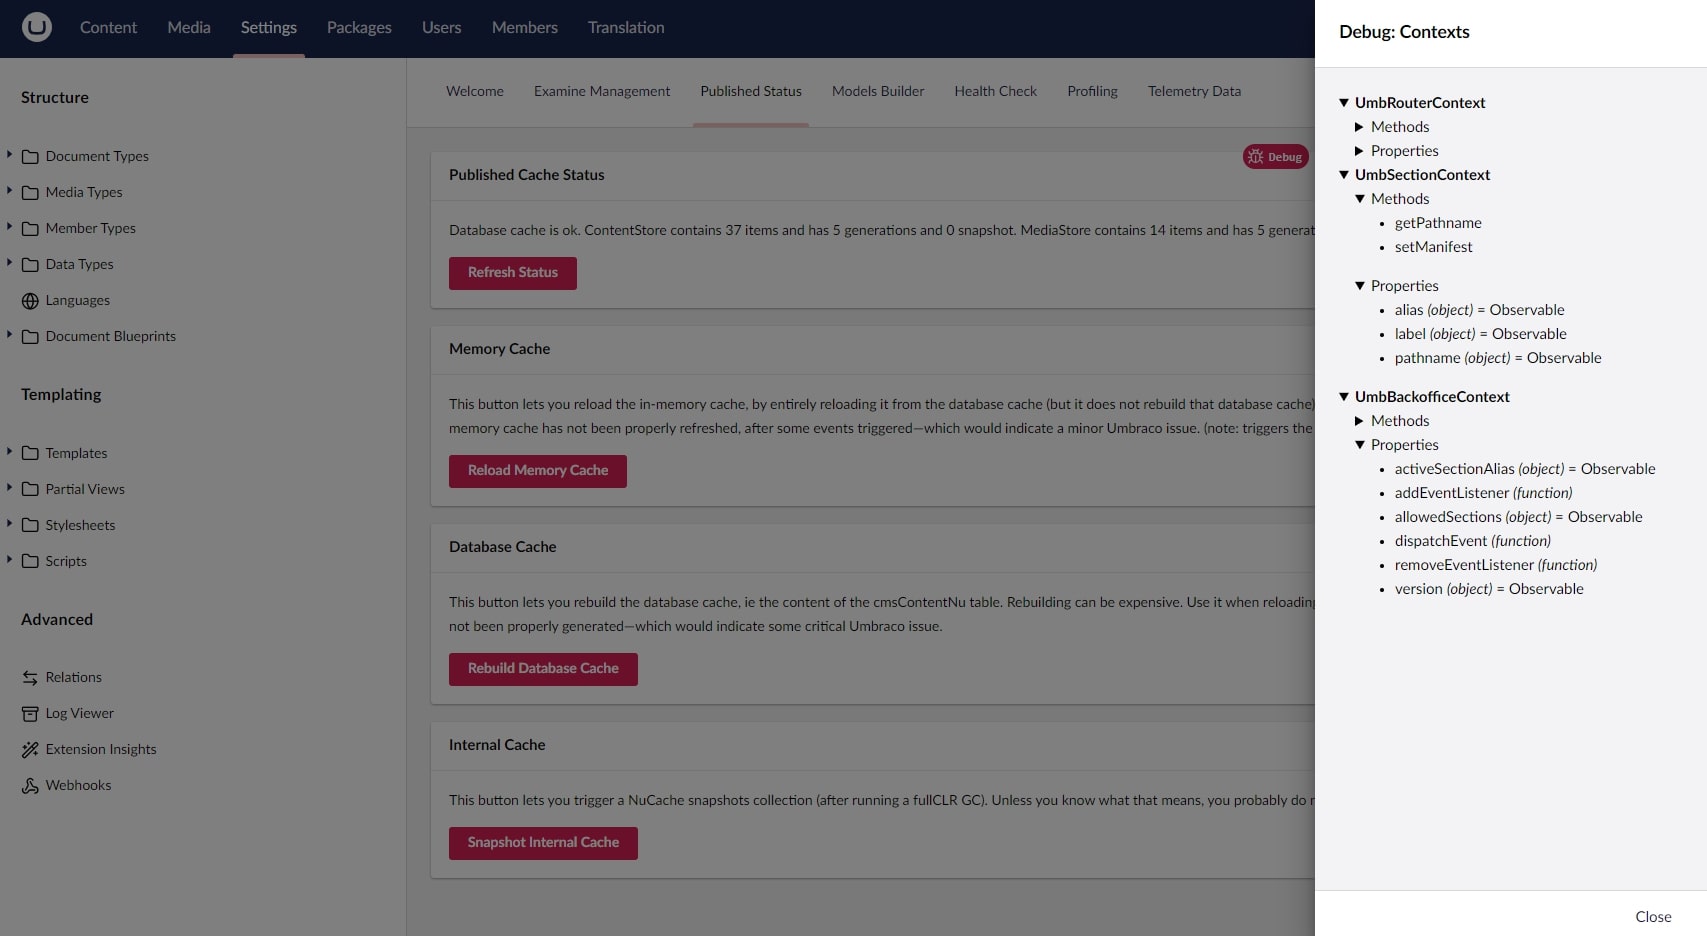 Content Media Settings Packages Users Members Translation
Structure
Document Types
Media Types
Member Types
Data Types
Languages
Document Blueprints
Templating
Templates
Partial Views
Stylesheets
Scripts
Advanced
Relations
Log Viewer
Extension Insights
Webhooks
Welcome Examine Management Published Status Models Builder Health Check Profiling Telemetry Data
Debug
Published Cache Status
Database cache is ok. ContentStore contains 37 items and has 5 generations and 0 snapshot. MediaStore contains 14 items and has 5 generat
Refresh Status
Memory Cache
This button lets you reload the in-memory cache, by entirely reloading it from the database cache (but it does not rebuild that database cache)
memory cache has not been properly refreshed, after some events triggered—which would indicate a minor Umbraco issue. (note: triggers the
Reload Memory Cache
Database Cache
This button lets you rebuild the database cache, ie the content of the cmsContentNu table. Rebuilding can be expensive. Use it when reloading
not been properly generated—which would indicate some critical Umbraco issue.
Rebuild Database Cache
Internal Cache
This button lets you trigger a NuCache snapshots collection (after running a fullCLR GC). Unless you know what that means, you probably do
Snapshot Internal Cache
Debug: Contexts
UmbRouterContext
Methods
Properties
UmbSectionContext
Methods
getPathname
setManifest
Properties
alias (object) = Observable
label (object) = Observable
pathname (object) = Observable
UmbBackofficeContext
Methods
Properties
activeSectionAlias (object) = Observable
addEventListener (function)
allowedSections (object) = Observable
dispatchEvent (function)
removeEventListener (function)
version (object) = Observable
Close